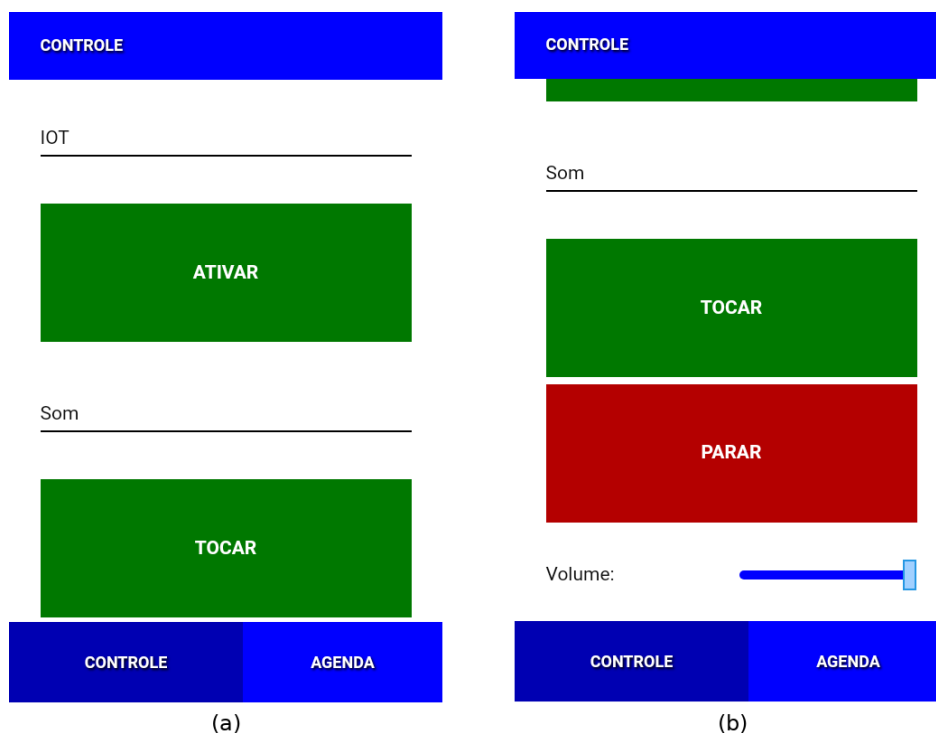 CONTROLE
IOT
ATIVAR
Som
TOCAR
CONTROLE AGENDA
(a)
CONTROLE
Som
TOCAR
PARAR
Volume:
CONTROLE AGENDA
(b)